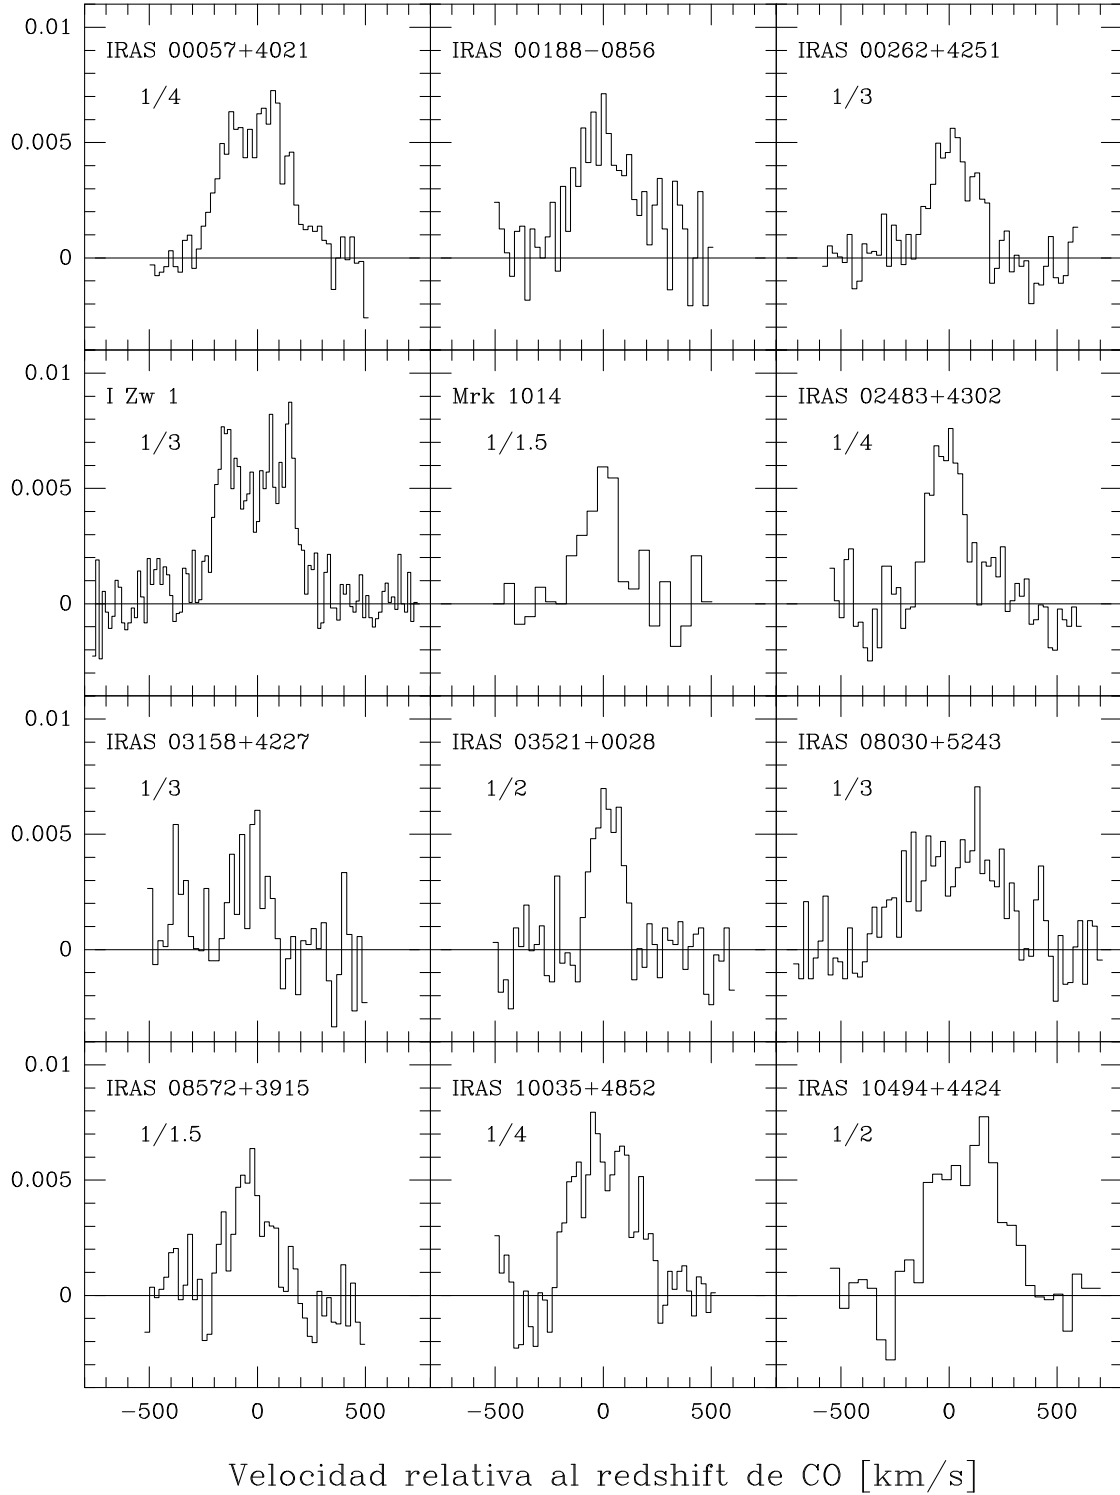 0.01
IRAS 00057+4021
IRAS 00188−0856
IRAS 00262+4251
1/4
1/3
0.005
0
0.01
I Zw 1
Mrk 1014
IRAS 02483+4302
1/3
1/1.5
1/4
0.005
0
0.01
IRAS 03158+4227
IRAS 03521+0028
IRAS 08030+5243
1/3
1/2
1/3
0.005
0
0.01
IRAS 08572+3915
IRAS 10035+4852
IRAS 10494+4424
1/1.5
1/4
1/2
0.005
0
−500 0 500 −500 0 500 −500 0 500
Velocidad relativa al redshift de CO [km/s]